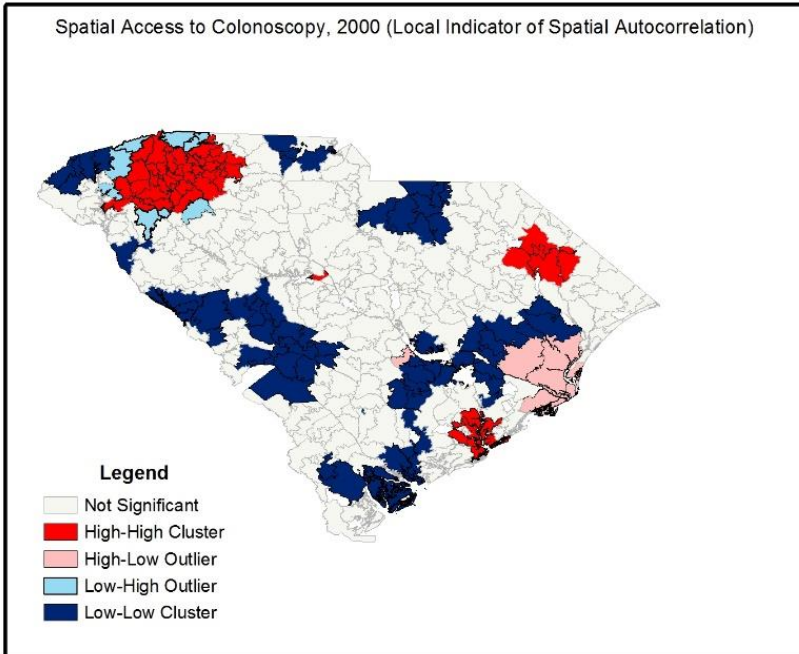 Spatial Access to Colonoscopy, 2000 (Local Indicator of Spatial Autocorrelation)
Legend
Not Significant
High-High Cluster
High-Low Outlier
Low-High Outlier
Low-Low Cluster